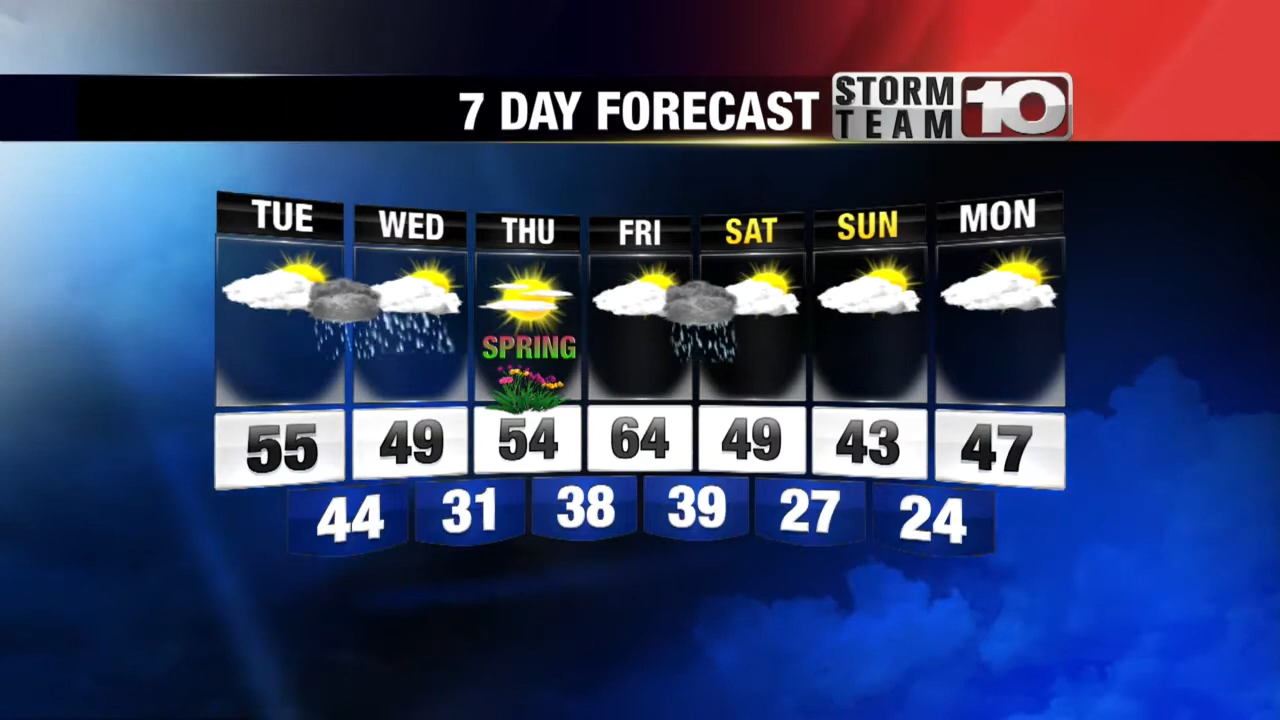 7 DAY FORECAST
STORM TEAM 10
TUE WED THU FRI SAT SUN MON
SPRING
55 49 54 64 49 43 47
44 31 38 39 27 24